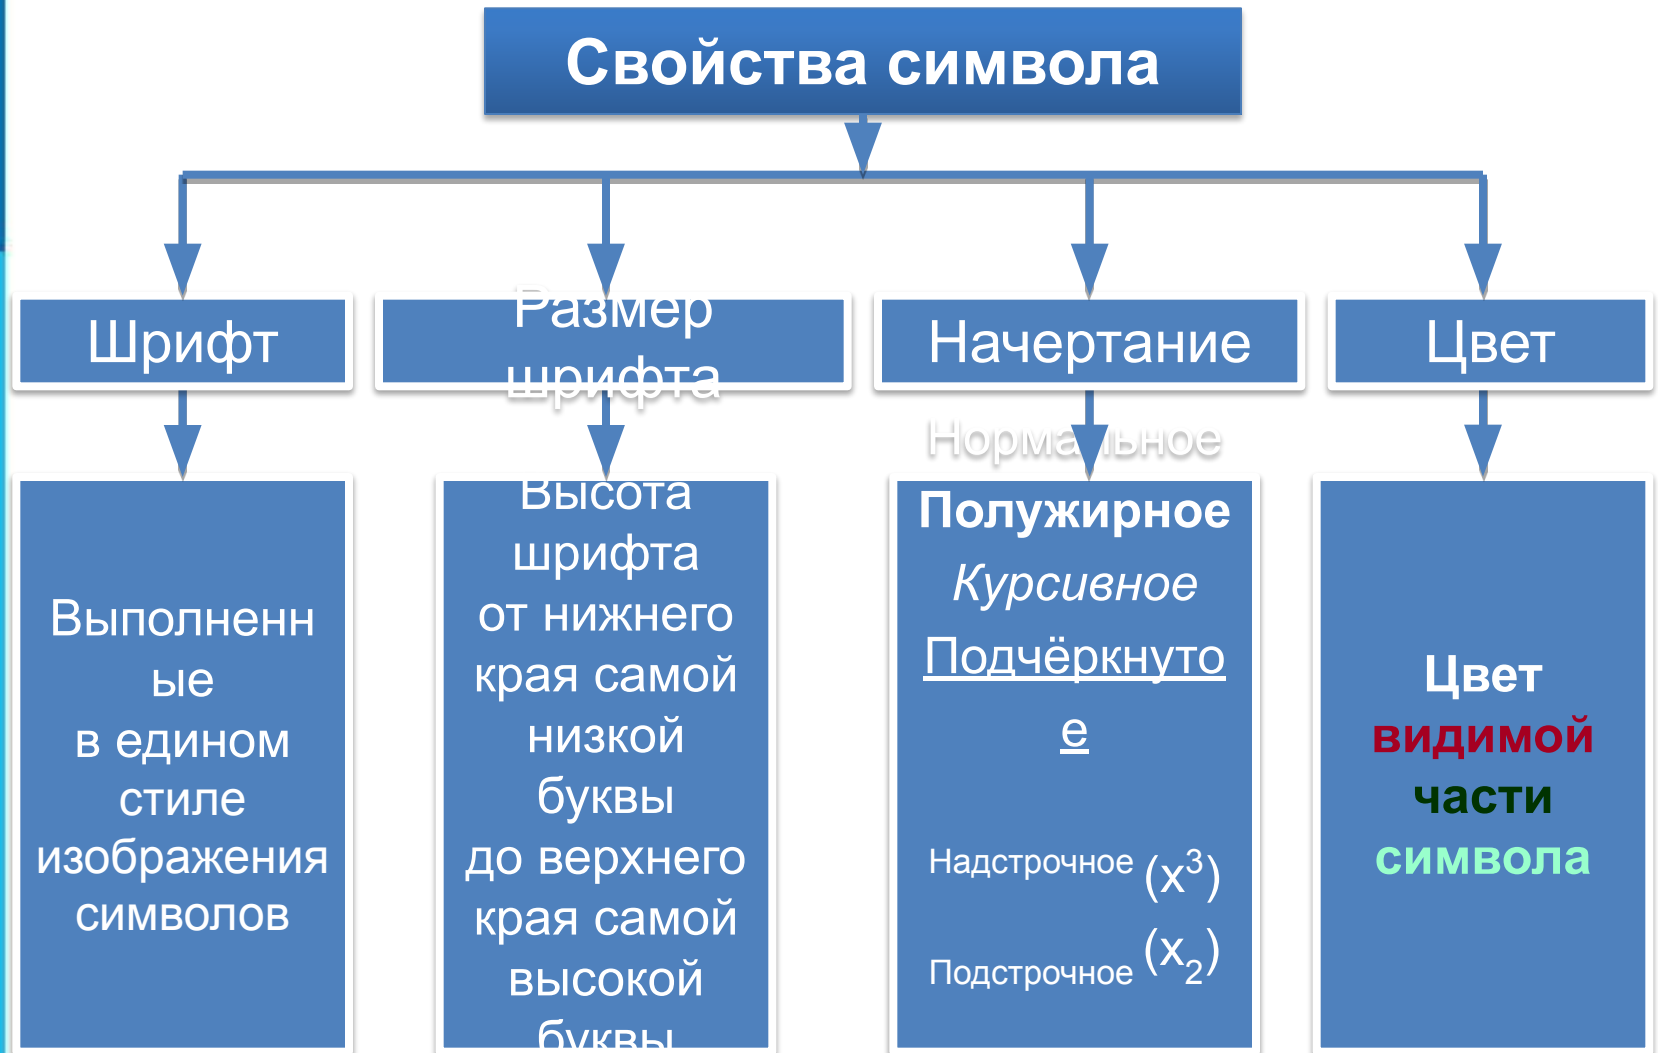 Свойства символа
Шрифт
Размер
шрифта
Начертание
Цвет
Выполненн
ые
в едином
стиле
изображения
символов
Высота
шрифта
от нижнего
края самой
низкой
буквы
до верхнего
края самой
высокой
буквы
Нормальное
Полужирное
Курсивное
Подчёркнуто
е
Надстрочное (x³)
Подстрочное (x₂)
Цвет
видимой
части
символа